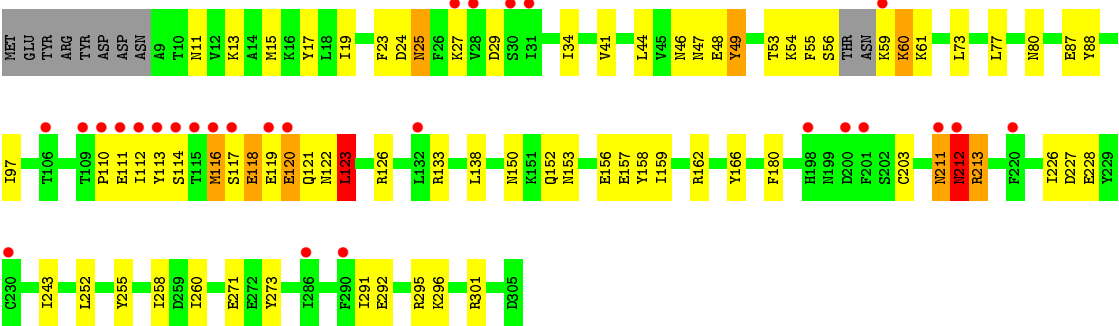 MET GLU TYR ARG TYR ASP ASP ASN A9 T10 N11 V12 K13 A14 M15 K16 Y17 L18 I19 F23 D24 N25 F26 K27 V28 D29 S30 I31 I34 V41 L44 V45 N46 N47 E48 Y49 T53 K54 F55 S56 THR ASN K59 K60 K61 L73 L77 N80 E87 Y88
I97 T106 T109 P110 E111 I112 Y113 S114 T115 M116 S117 E118 E119 E120 Q121 N122 L123 R126 L132 R133 L138 N150 K151 Q152 N153 E156 E157 Y158 I159 R162 Y166 F180 H198 N199 D200 F201 S202 C203 N211 N212 R213 F220 I226 D227 E228 Y229
C230 I243 L252 Y255 I258 D259 I260 E271 E272 Y273 I286 F290 I291 E292 R295 K296 R301 D305